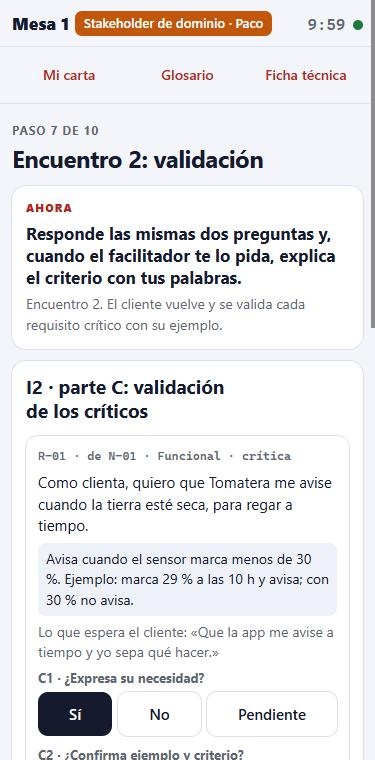 Mesa 1 Stakeholder de dominio · Paco 9:59
Mi carta Glosario Ficha técnica
PASO 7 DE 10
Encuentro 2: validación
AHORA
Responde las mismas dos preguntas y,
cuando el facilitador te lo pida, explica
el criterio con tus palabras.
Encuentro 2. El cliente vuelve y se valida cada
requisito crítico con su ejemplo.
I2 · parte C: validación
de los críticos
R-01 · de N-01 · Funcional · crítica
Como clienta, quiero que Tomatera me avise
cuando la tierra esté seca, para regar a
tiempo.
Avisa cuando el sensor marca menos de 30
%. Ejemplo: marca 29 % a las 10 h y avisa; con
30 % no avisa.
Lo que espera el cliente: «Que la app me avise a
tiempo y yo sepa qué hacer.»
C1 · ¿Expresa su necesidad?
Sí No Pendiente
C2 · ¿Confirma ejemplo y criterio?